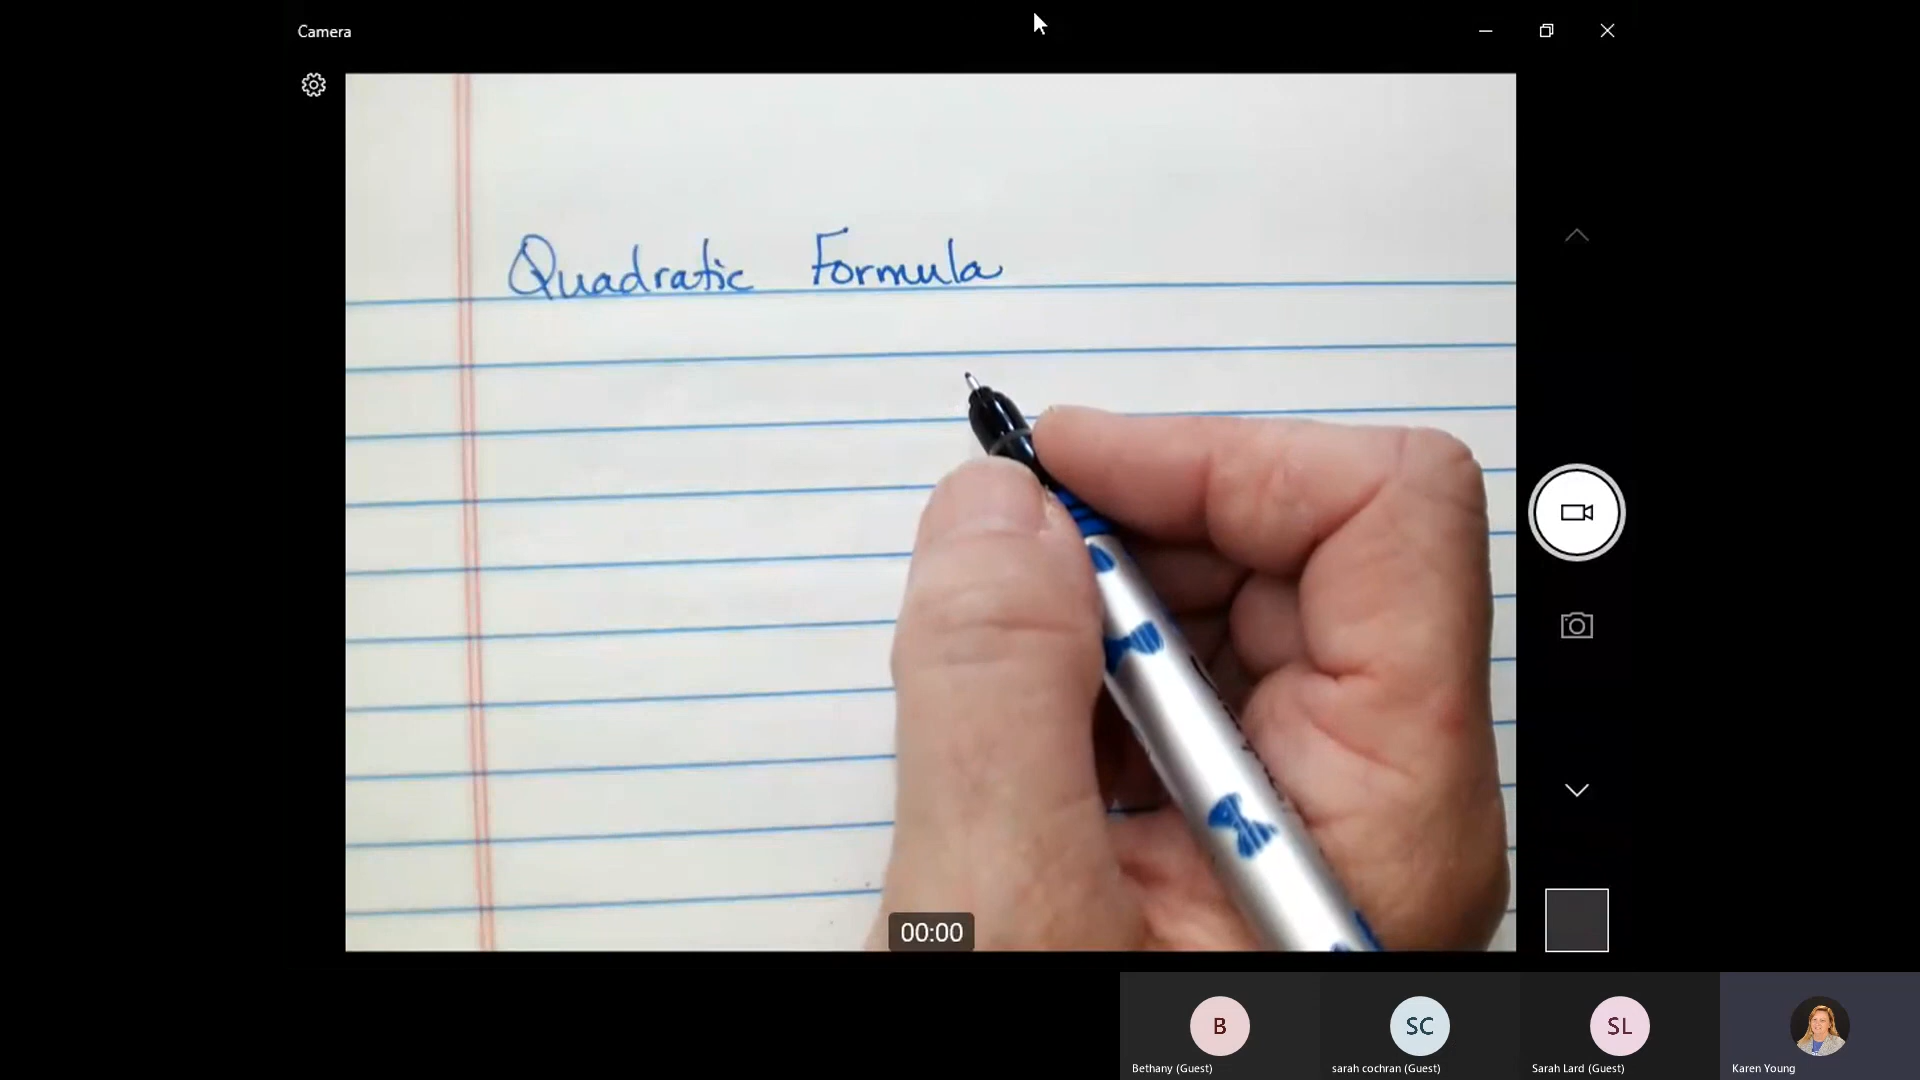 Camera
Quadratic Formula
00:00
B
SC
SL
Bethany (Guest)
sarah cochran (Guest)
Sarah Lard (Guest)
Karen Young